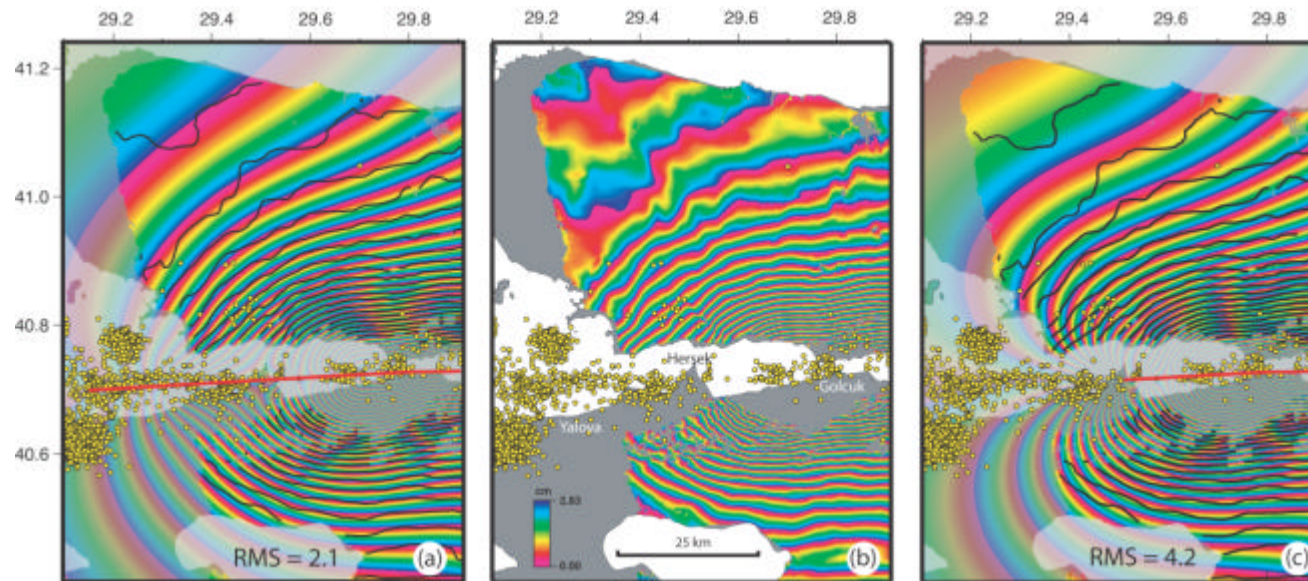 29.2 29.4 29.6 29.8 29.2 29.4 29.6 29.8 29.2 29.4 29.6 29.8
41.2
41.0
40.8
40.6
Hersek
Golcuk
Yalova
cm
0.00
25 km
RMS = 2.1 (a)
(b)
RMS = 4.2 (c)